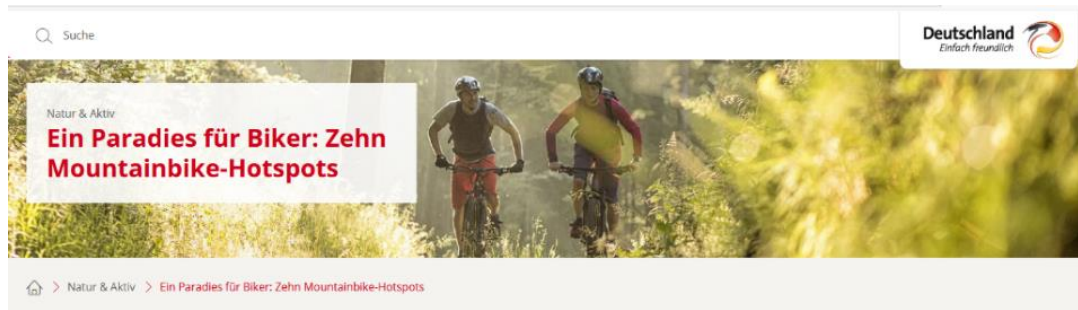 Suche
Deutschland
Einfach freundlich
Natur & Aktiv
Ein Paradies für Biker: Zehn
Mountainbike-Hotspots
Natur & Aktiv > Ein Paradies für Biker: Zehn Mountainbike-Hotspots